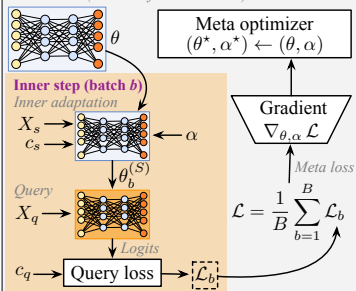 θ
Meta optimizer
(θ*, α*) ← (θ, α)
Inner step (batch b)
Inner adaptation
X_s
c_s
α
Gradient
∇_{θ,α} ℒ
θ_b^{(S)}
Meta loss
Query
X_q
ℒ = 1/B ∑_{b=1}^{B} ℒ_b
Logits
c_q
Query loss
ℒ_b